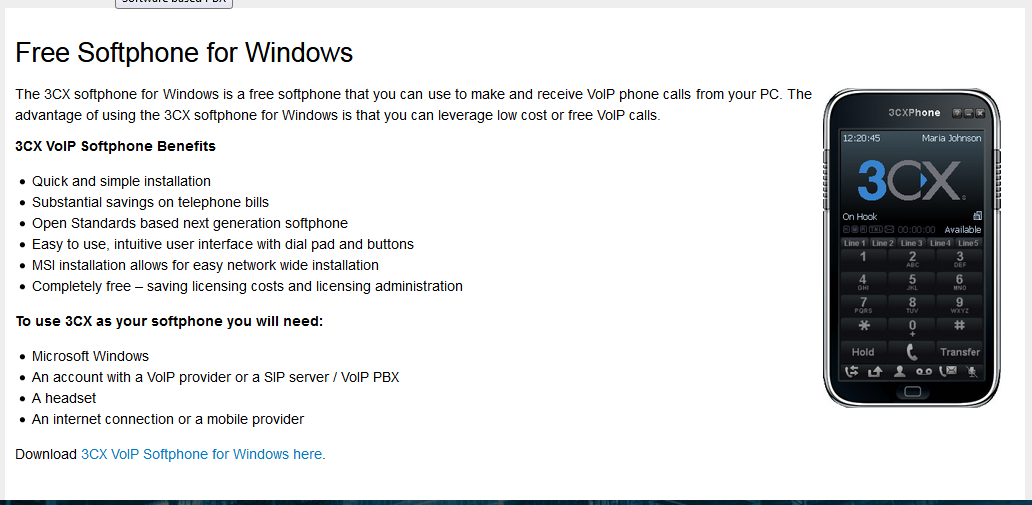 Software based PBX
Free Softphone for Windows
The 3CX softphone for Windows is a free softphone that you can use to make and receive VoIP phone calls from your PC. The
advantage of using the 3CX softphone for Windows is that you can leverage low cost or free VoIP calls.
3CX VoIP Softphone Benefits
Quick and simple installation
Substantial savings on telephone bills
Open Standards based next generation softphone
Easy to use, intuitive user interface with dial pad and buttons
MSI installation allows for easy network wide installation
Completely free – saving licensing costs and licensing administration
To use 3CX as your softphone you will need:
Microsoft Windows
An account with a VoIP provider or a SIP server / VoIP PBX
A headset
An internet connection or a mobile provider
Download 3CX VoIP Softphone for Windows here.
3CXPhone
12:20:45 Maria Johnson
3CX
On Hook
00:00:00 Available
Line 1 Line 2 Line 3 Line 4 Line 5
1 2 3
ABC DEF
4 5 6
GHI JKL MNO
7 8 9
PQRS TUV WXYZ
* 0 #
+
Hold Transfer